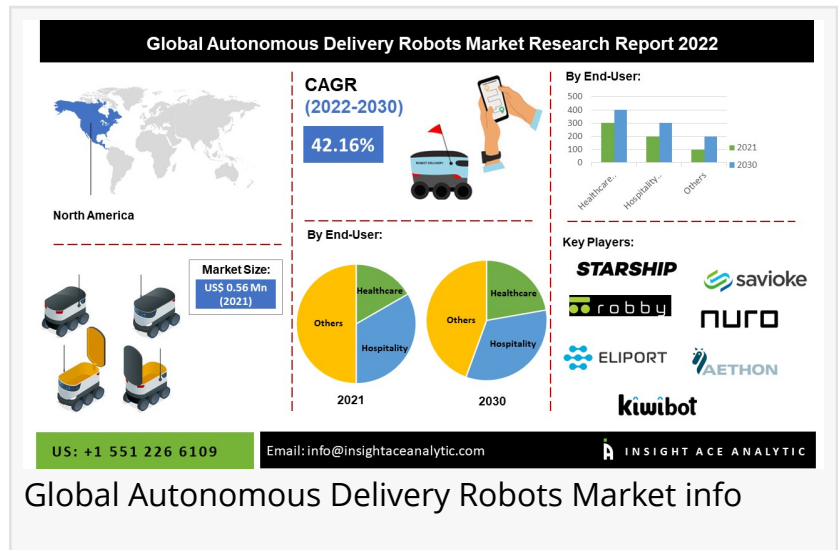 Global Autonomous Delivery Robots Market Research Report 2022
North America
Market Size:
US$ 0.56 Mn
(2021)
CAGR
(2022-2030)
42.16%
ROBOT DELIVERY
By End-User:
Others
Healthcare
Hospitality
2021
Others
Healthcare
Hospitality
2030
By End-User:
500
400
300
200
100
0
Healthcare..
Hospitality..
Others
2021
2030
Key Players:
STARSHIP
savioke
robby
nuro
ELIPORT
AETHON
kiwibot
US: +1 551 226 6109
Email: info@insightaceanalytic.com
INSIGHT ACE ANALYTIC
Global Autonomous Delivery Robots Market info